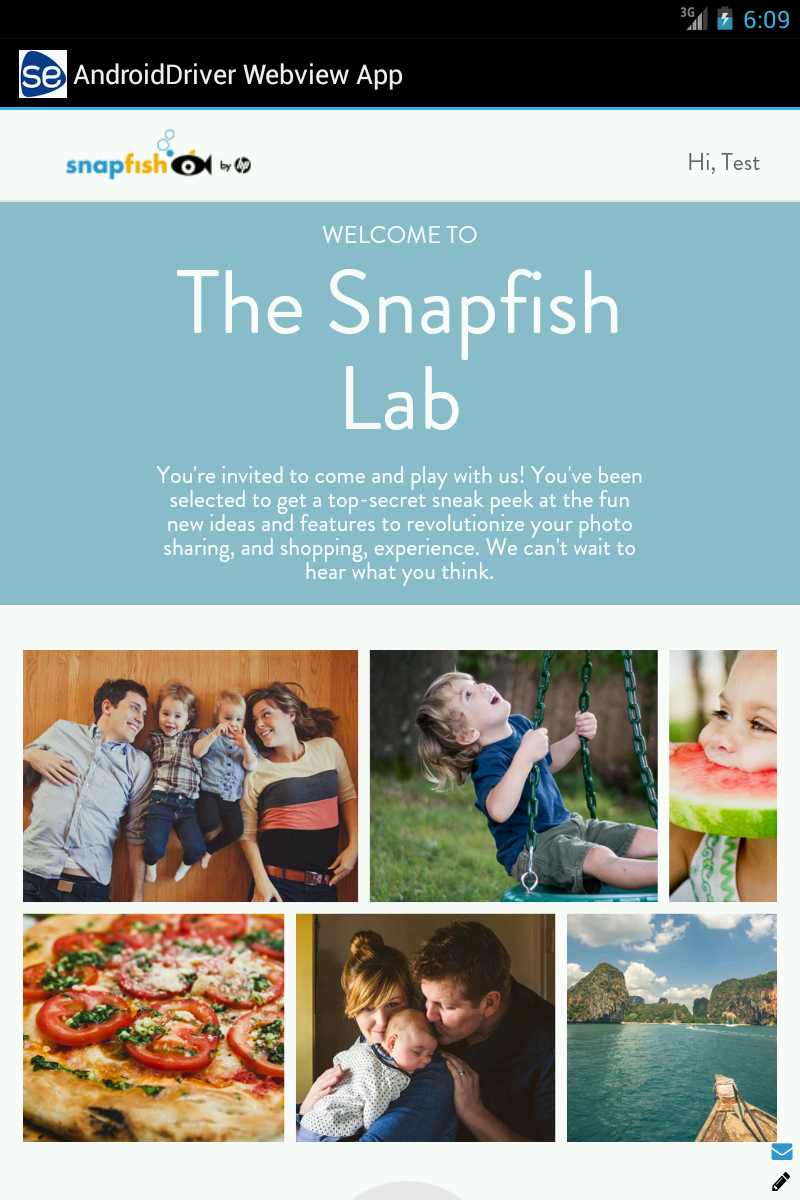 3G
6:09
se AndroidDriver Webview App
snapfish by hp
Hi, Test
WELCOME TO
The Snapfish
Lab
You're invited to come and play with us! You've been
selected to get a top-secret sneak peek at the fun
new ideas and features to revolutionize your photo
sharing, and shopping, experience. We can't wait to
hear what you think.